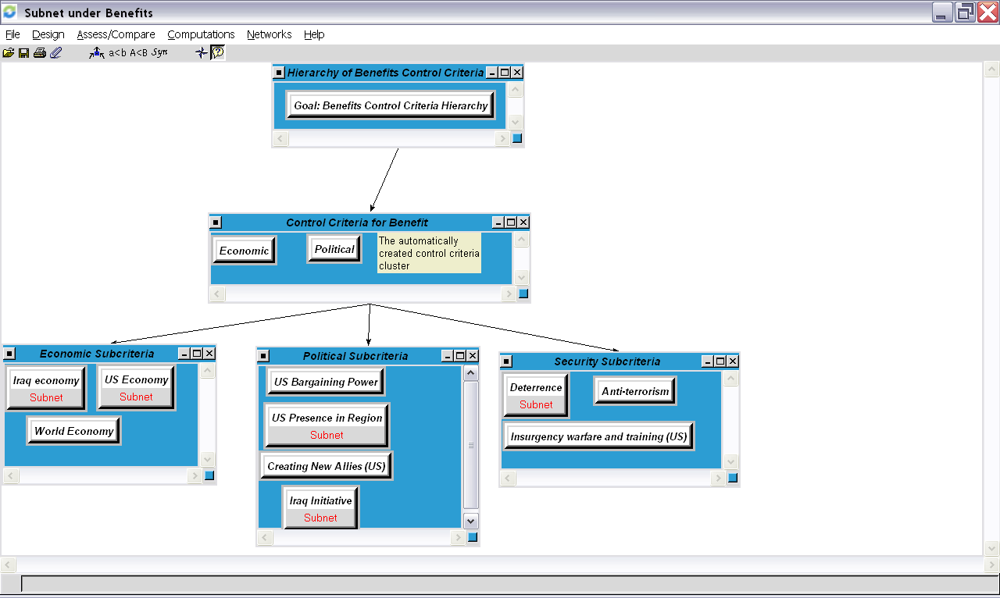 Subnet under Benefits
File Design Assess/Compare Computations Networks Help
a<b A<B Syn
Hierarchy of Benefits Control Criteria
Goal: Benefits Control Criteria Hierarchy
Control Criteria for Benefit
Economic
Political
The automatically
created control criteria
cluster
Economic Subcriteria
Iraq economy
Subnet
US Economy
Subnet
World Economy
Political Subcriteria
US Bargaining Power
US Presence in Region
Subnet
Creating New Allies (US)
Iraq Initiative
Subnet
Security Subcriteria
Deterrence
Subnet
Anti-terrorism
Insurgency warfare and training (US)